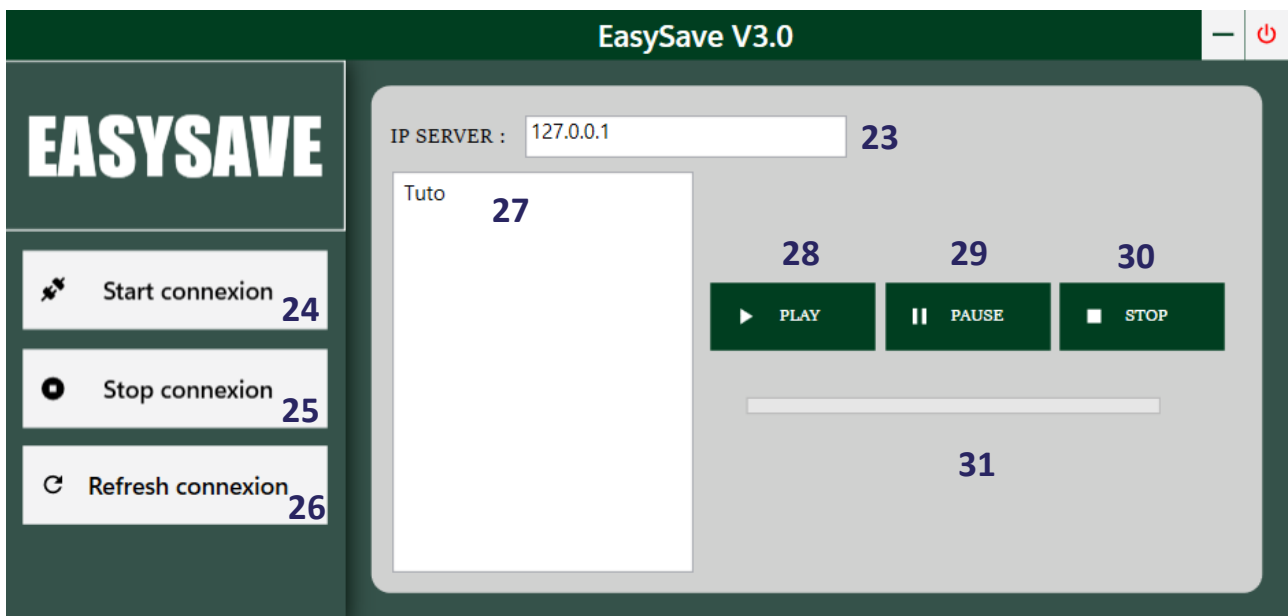 EasySave V3.0
EASYSAVE
Start connexion 24
Stop connexion 25
Refresh connexion 26
IP SERVER : 127.0.0.1 23
Tuto 27
28 29 30
PLAY PAUSE STOP
31